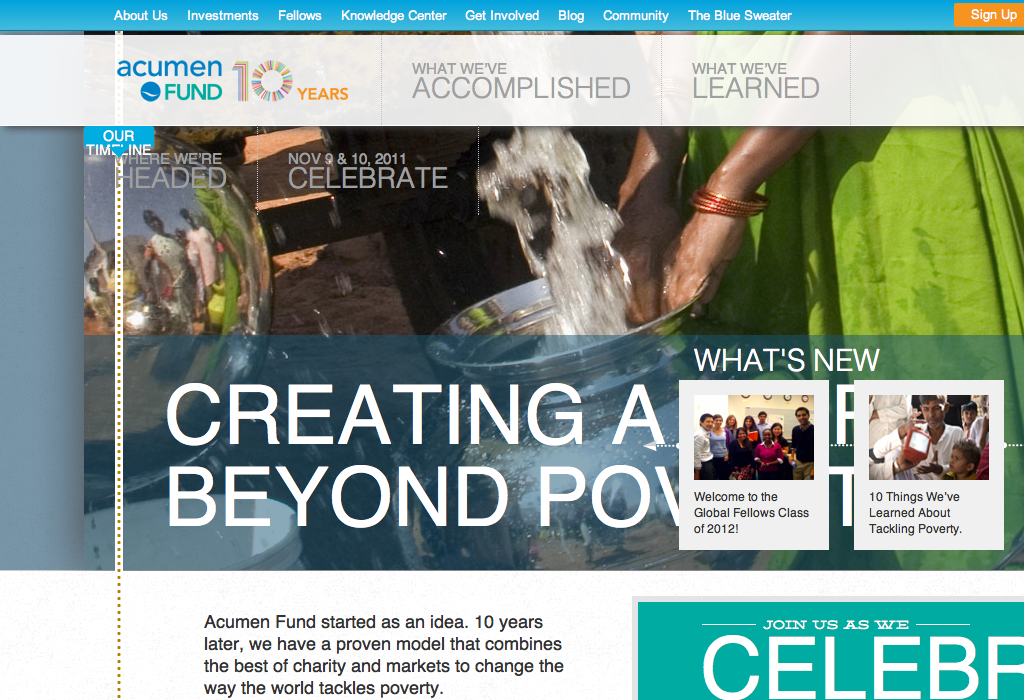 About Us Investments Fellows Knowledge Center Get Involved Blog Community The Blue Sweater Sign Up
acumen
FUND
10 YEARS
WHAT WE'VE
ACCOMPLISHED
WHAT WE'VE
LEARNED
OUR
TIMELINE
WHERE WE'RE
HEADED
NOV 9 & 10, 2011
CELEBRATE
WHAT'S NEW
CREATING A
BEYOND POV
Welcome to the
Global Fellows Class
of 2012!
10 Things We've
Learned About
Tackling Poverty.
Acumen Fund started as an idea. 10 years
later, we have a proven model that combines
the best of charity and markets to change the
way the world tackles poverty.
JOIN US AS WE
CELEBR